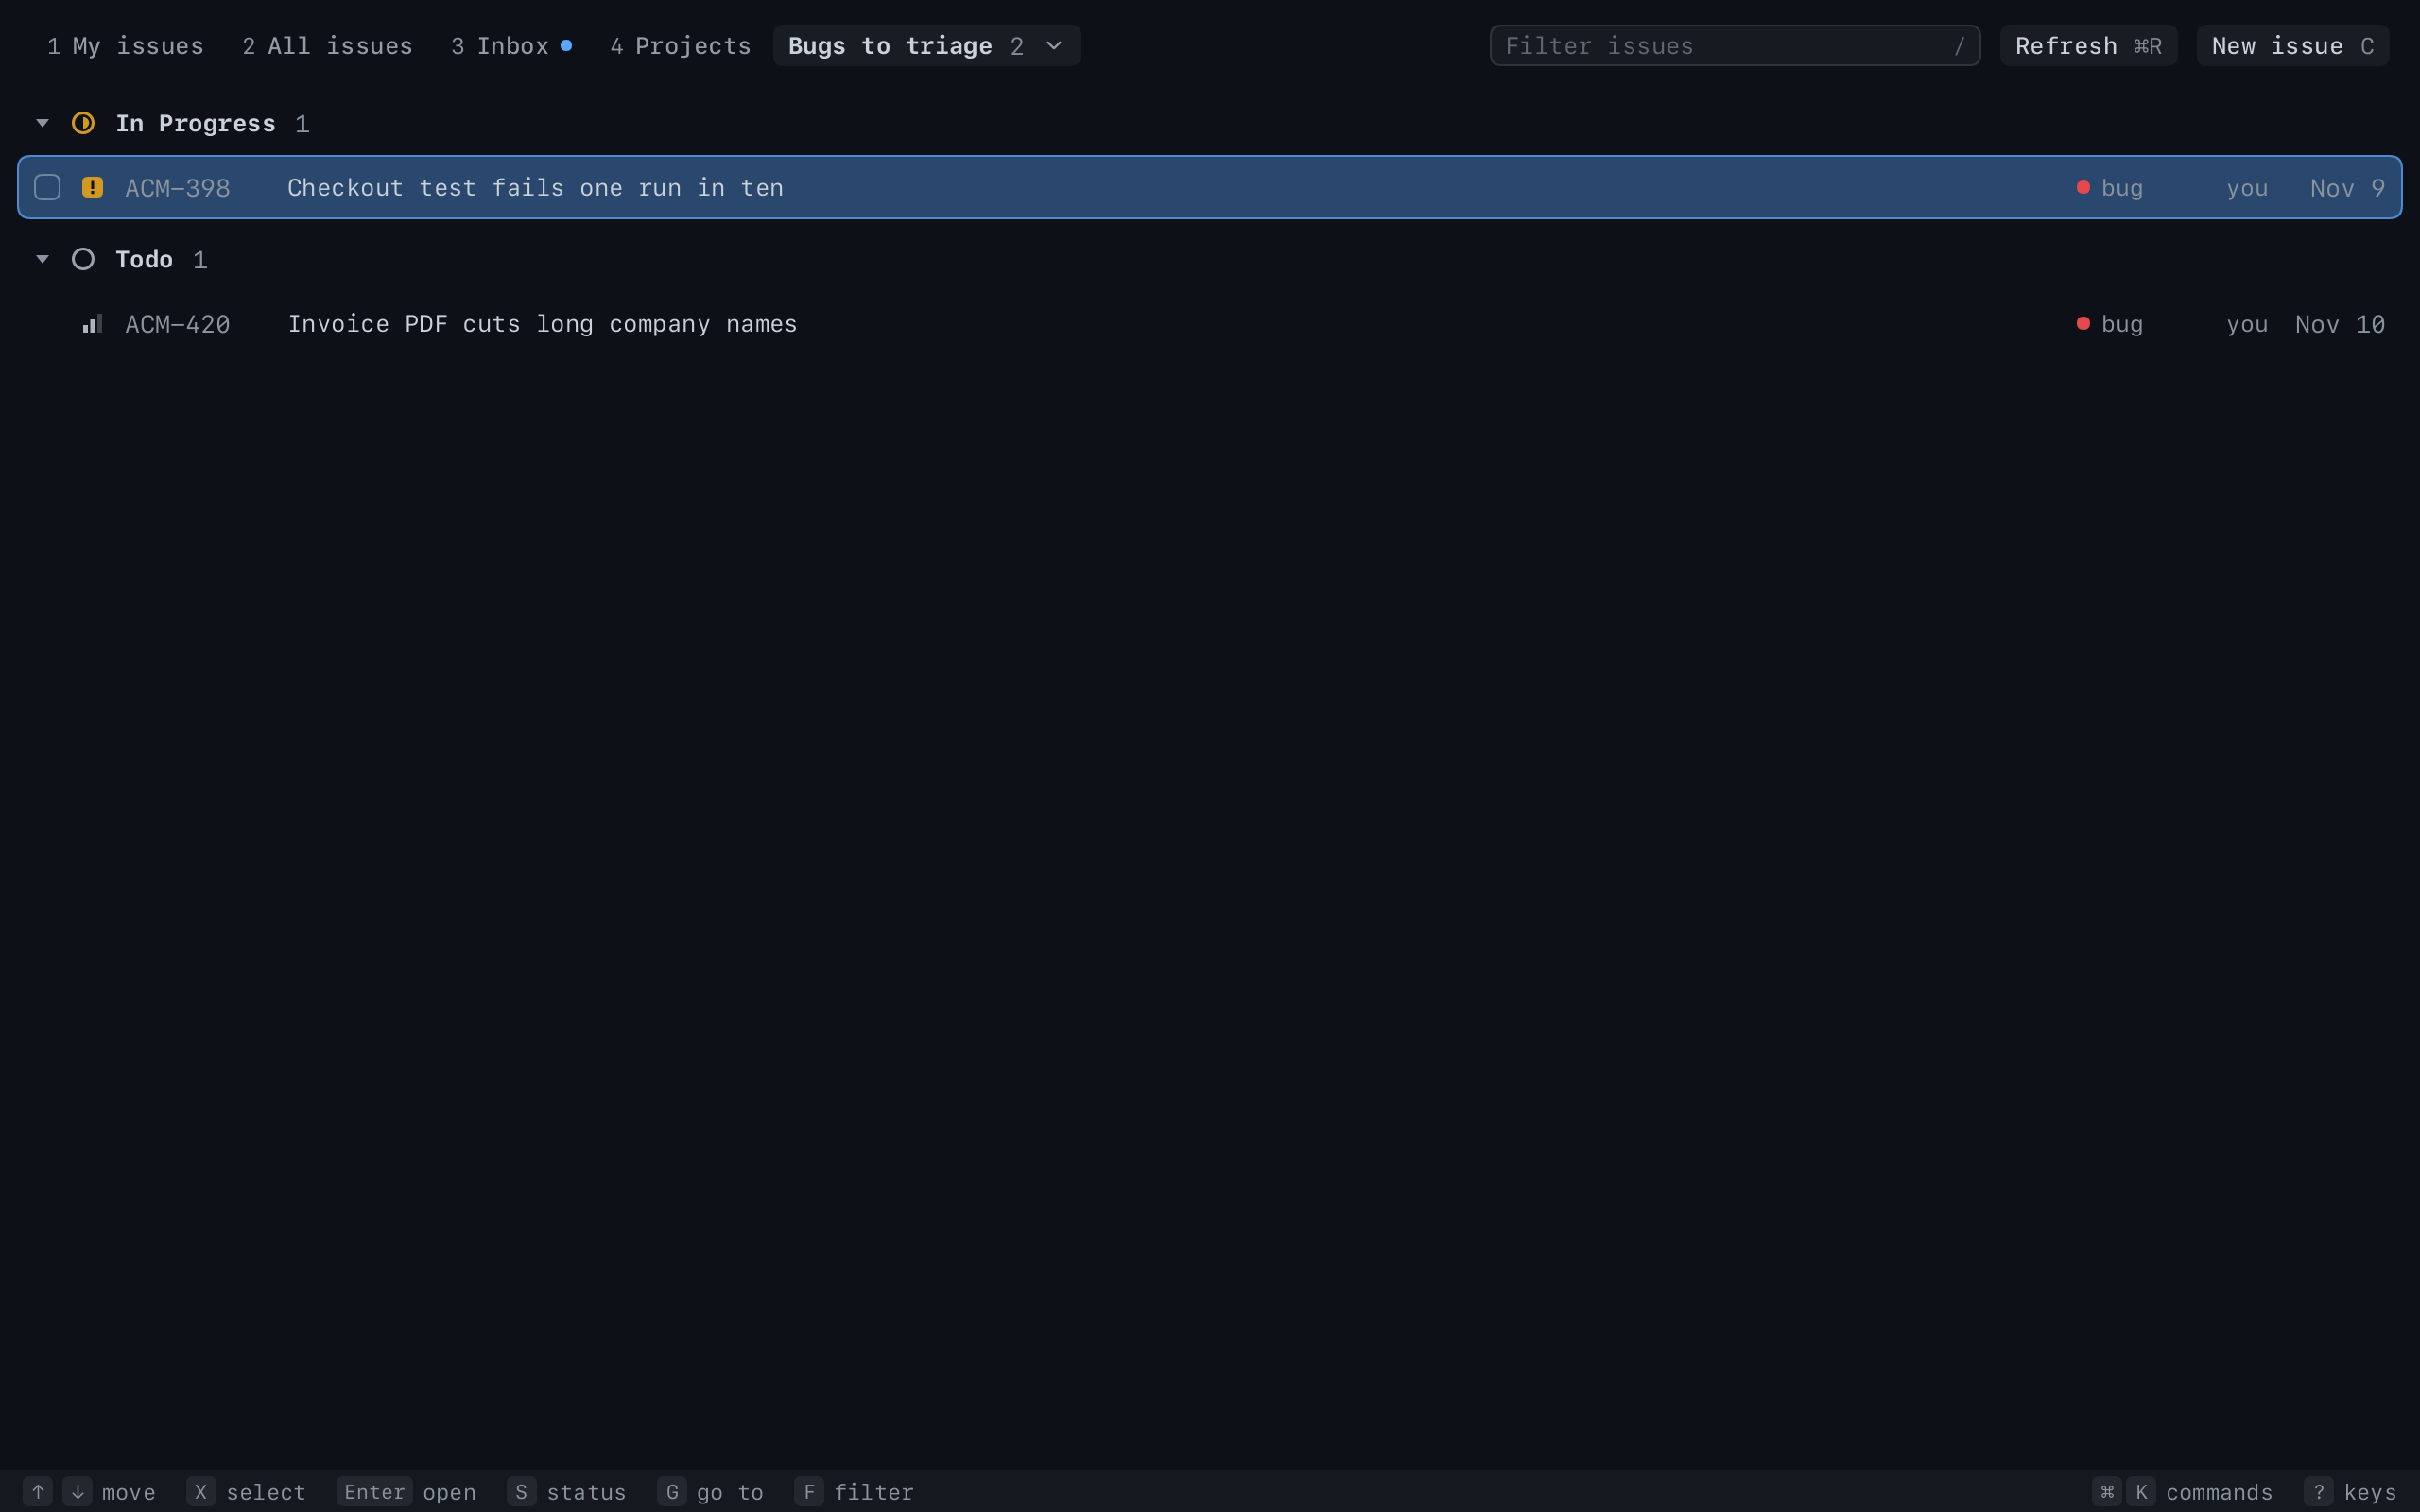 1 My issues 2 All issues 3 Inbox 4 Projects Bugs to triage 2 Filter issues / Refresh ⌘R New issue C
In Progress 1
ACM-398 Checkout test fails one run in ten bug you Nov 9
Todo 1
ACM-420 Invoice PDF cuts long company names bug you Nov 10
↑ ↓ move X select Enter open S status G go to F filter ⌘ K commands ? keys